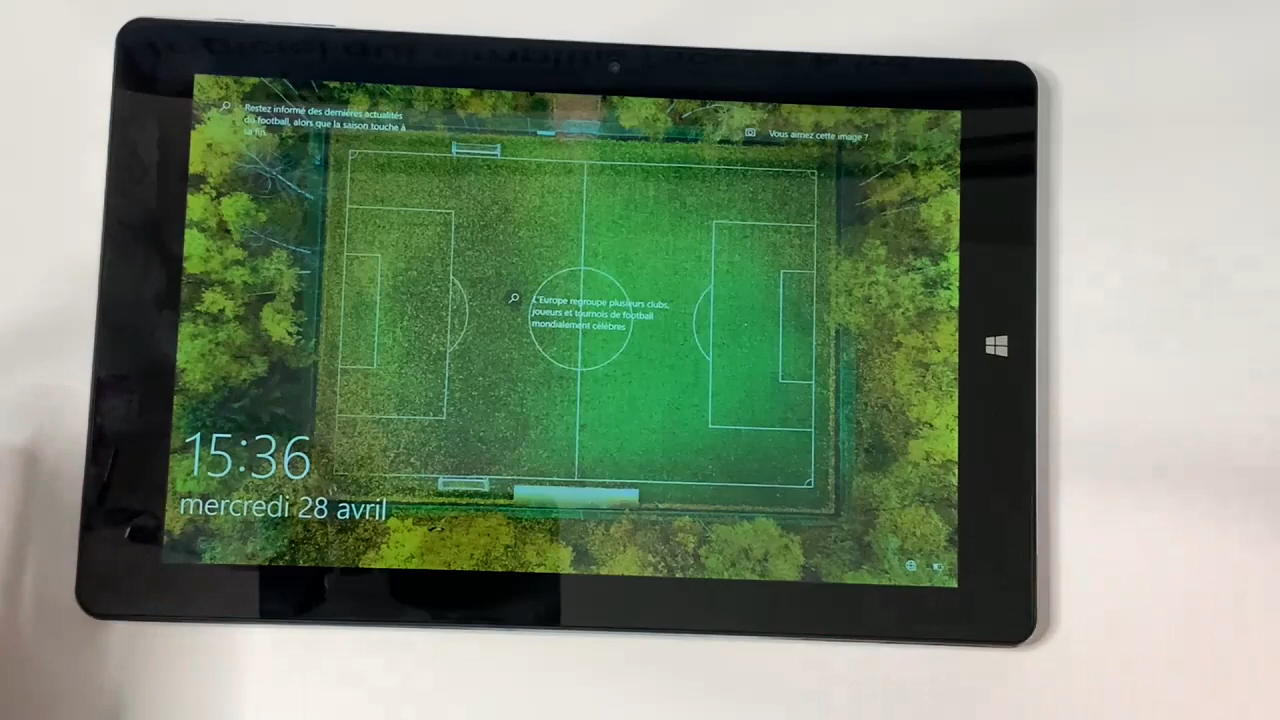 Restez informé des dernières actualités
du football, alors que la saison touche à
sa fin.
Vous aimez cette image ?
L'Europe regroupe plusieurs clubs,
joueurs et tournois de football
mondialement célèbres
15:36
mercredi 28 avril